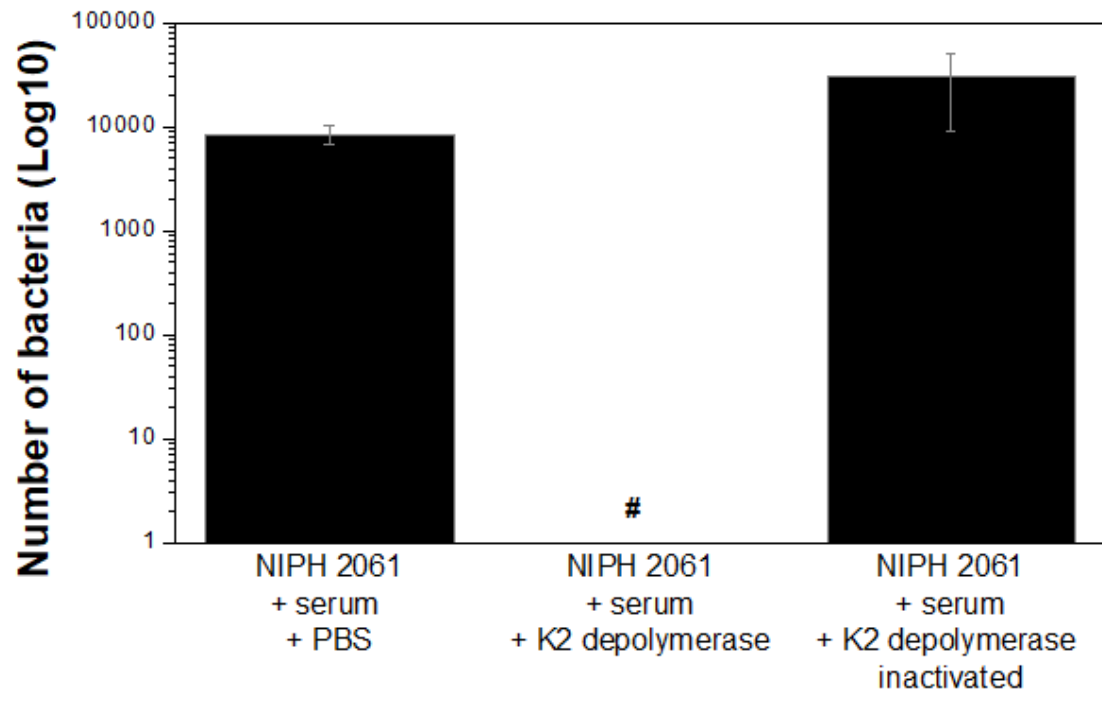 Number of bacteria (Log10)
100000
10000
1000
100
10
1
#
NIPH 2061
+ serum
+ PBS
NIPH 2061
+ serum
+ K2 depolymerase
NIPH 2061
+ serum
+ K2 depolymerase
inactivated